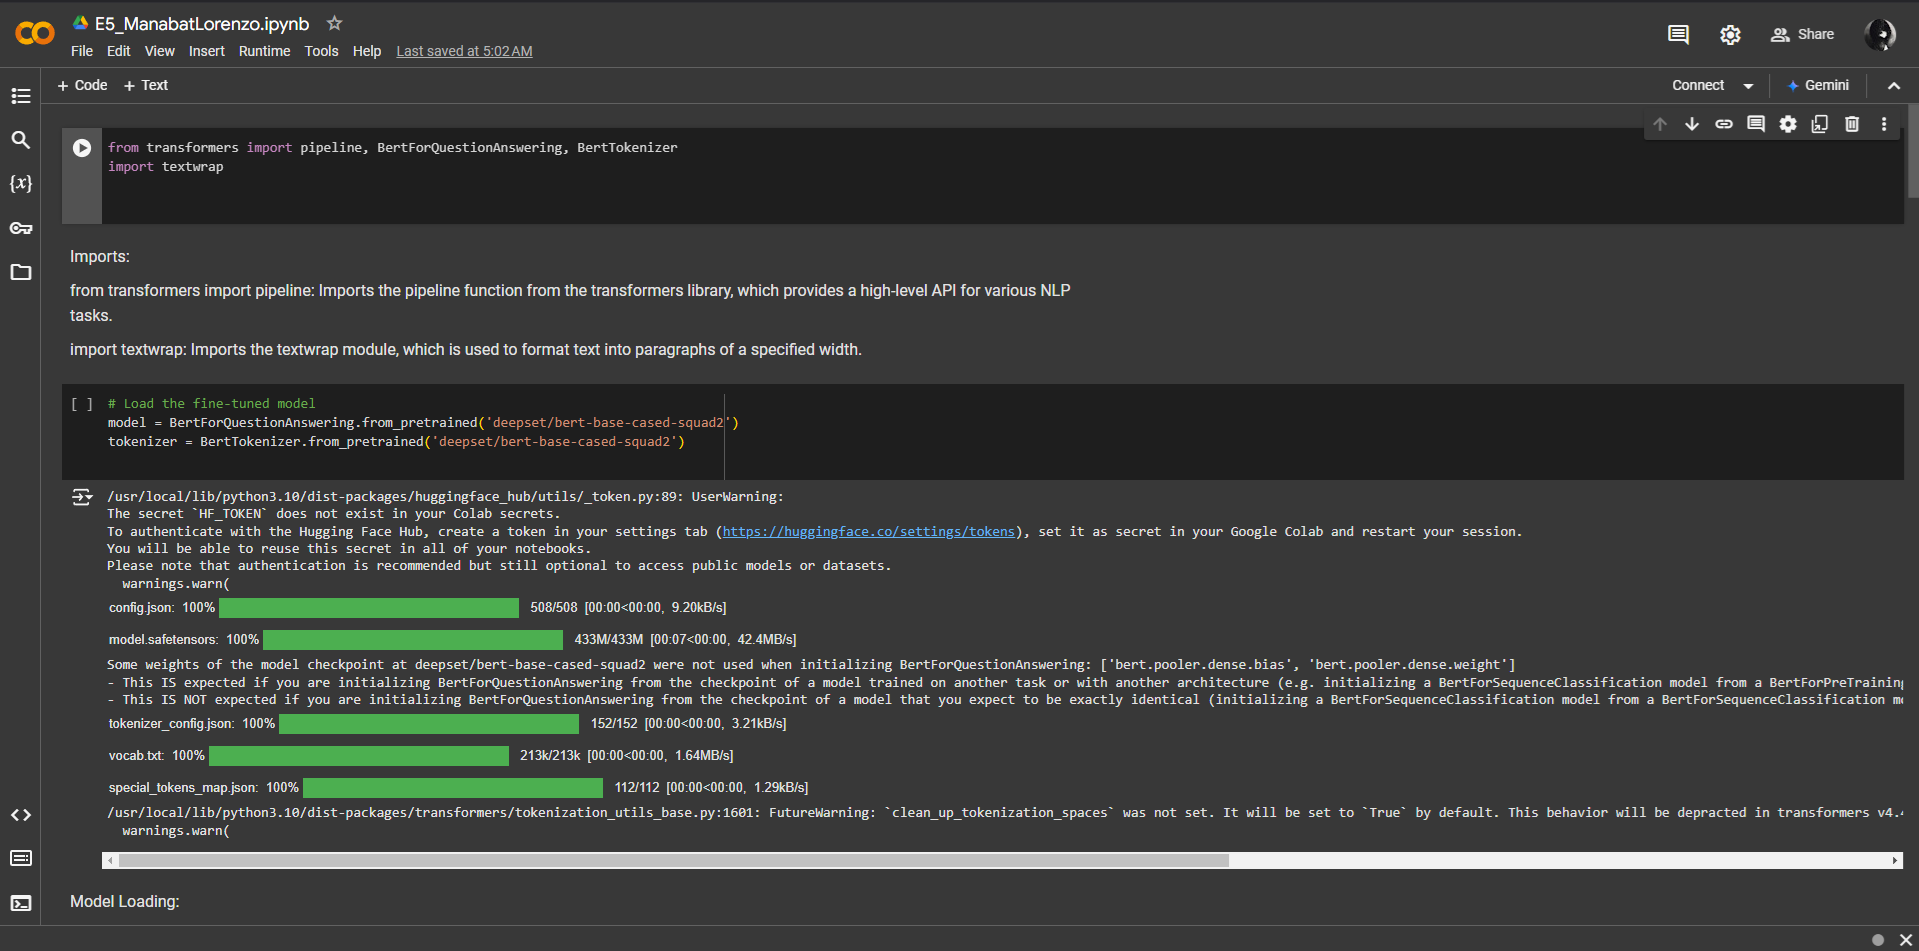 E5_ManabatLorenzo.ipynb
File Edit View Insert Runtime Tools Help Last saved at 5:02 AM
Share
+ Code + Text
Connect
Gemini
from transformers import pipeline, BertForQuestionAnswering, BertTokenizer
import textwrap
Imports:
from transformers import pipeline: Imports the pipeline function from the transformers library, which provides a high-level API for various NLP
tasks.
import textwrap: Imports the textwrap module, which is used to format text into paragraphs of a specified width.
[ ] # Load the fine-tuned model
model = BertForQuestionAnswering.from_pretrained('deepset/bert-base-cased-squad2')
tokenizer = BertTokenizer.from_pretrained('deepset/bert-base-cased-squad2')
/usr/local/lib/python3.10/dist-packages/huggingface_hub/utils/_token.py:89: UserWarning:
The secret `HF_TOKEN` does not exist in your Colab secrets.
To authenticate with the Hugging Face Hub, create a token in your settings tab (https://huggingface.co/settings/tokens), set it as secret in your Google Colab and restart your session.
You will be able to reuse this secret in all of your notebooks.
Please note that authentication is recommended but still optional to access public models or datasets.
warnings.warn(
config.json: 100% 508/508 [00:00<00:00, 9.20kB/s]
model.safetensors: 100% 433M/433M [00:07<00:00, 42.4MB/s]
Some weights of the model checkpoint at deepset/bert-base-cased-squad2 were not used when initializing BertForQuestionAnswering: ['bert.pooler.dense.bias', 'bert.pooler.dense.weight']
- This IS expected if you are initializing BertForQuestionAnswering from the checkpoint of a model trained on another task or with another architecture (e.g. initializing a BertForSequenceClassification model from a BertForPreTraining
- This IS NOT expected if you are initializing BertForQuestionAnswering from the checkpoint of a model that you expect to be exactly identical (initializing a BertForSequenceClassification model from a BertForSequenceClassification m
tokenizer_config.json: 100% 152/152 [00:00<00:00, 3.21kB/s]
vocab.txt: 100% 213k/213k [00:00<00:00, 1.64MB/s]
special_tokens_map.json: 100% 112/112 [00:00<00:00, 1.29kB/s]
/usr/local/lib/python3.10/dist-packages/transformers/tokenization_utils_base.py:1601: FutureWarning: `clean_up_tokenization_spaces` was not set. It will be set to `True` by default. This behavior will be depracted in transformers v4.4
warnings.warn(
Model Loading: